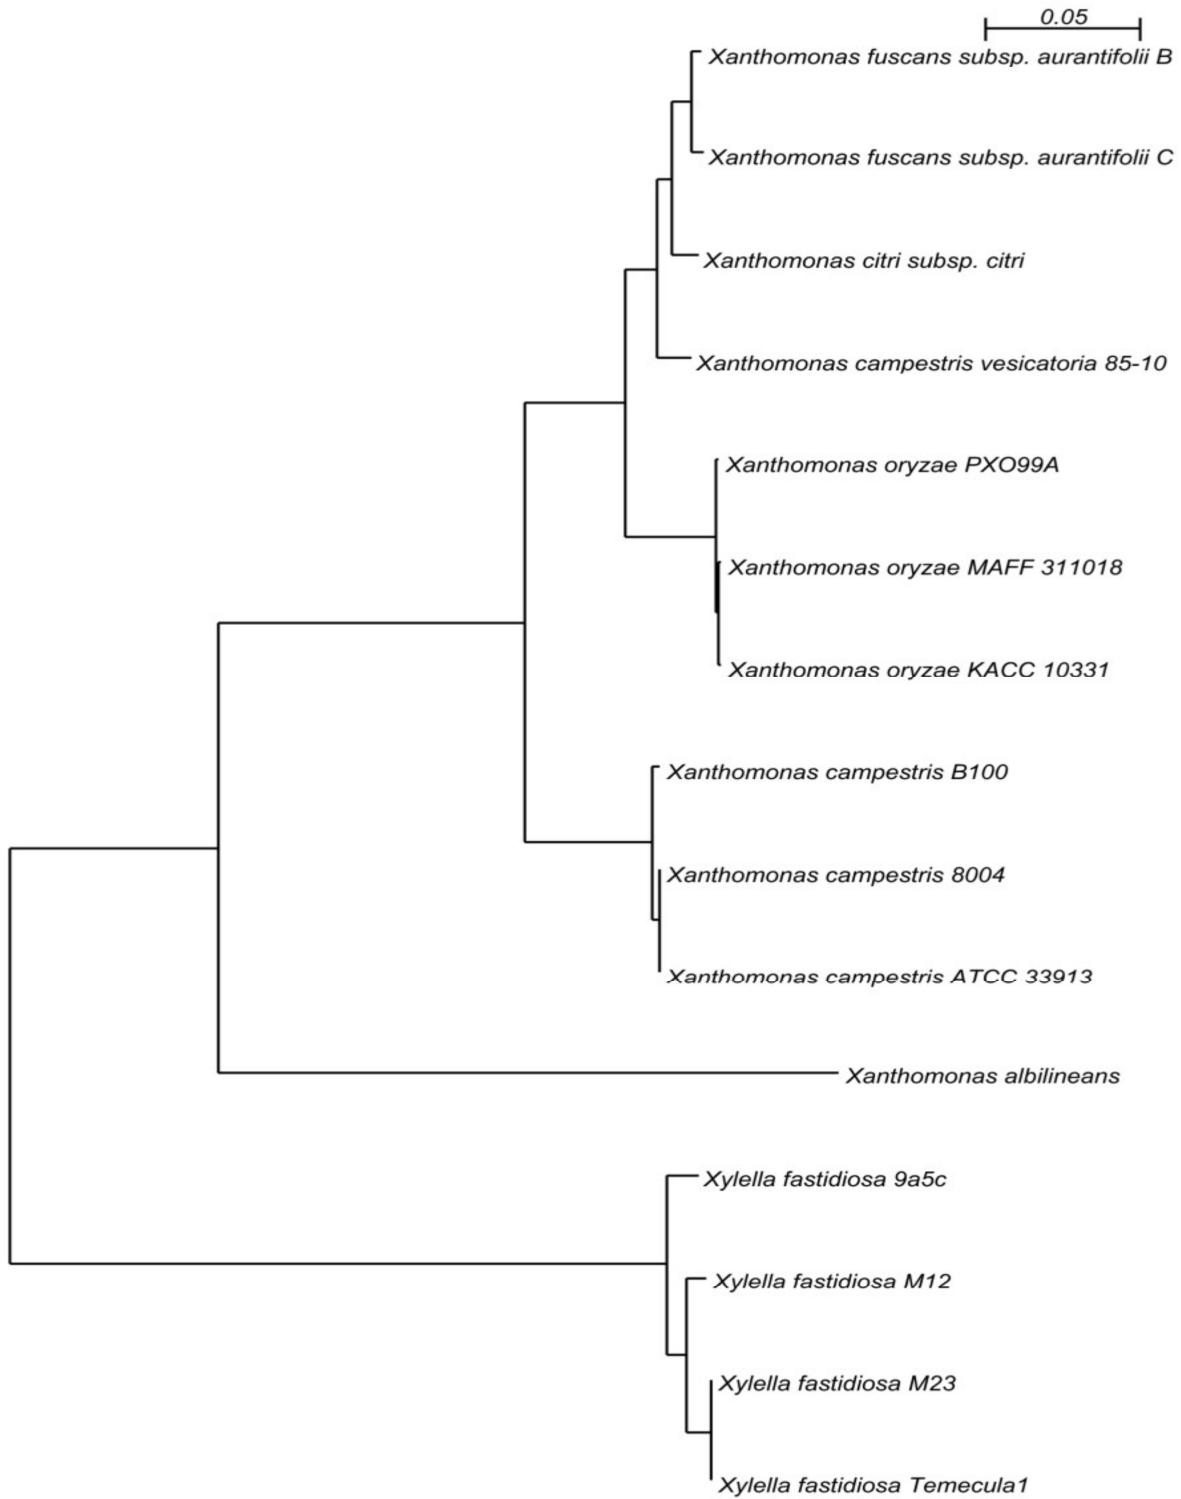 0.05
Xanthomonas fuscans subsp. aurantifolii B
Xanthomonas fuscans subsp. aurantifolii C
Xanthomonas citri subsp. citri
Xanthomonas campestris vesicatoria 85-10
Xanthomonas oryzae PXO99A
Xanthomonas oryzae MAFF 311018
Xanthomonas oryzae KACC 10331
Xanthomonas campestris B100
Xanthomonas campestris 8004
Xanthomonas campestris ATCC 33913
Xanthomonas albilineans
Xylella fastidiosa 9a5c
Xylella fastidiosa M12
Xylella fastidiosa M23
Xylella fastidiosa Temecula1